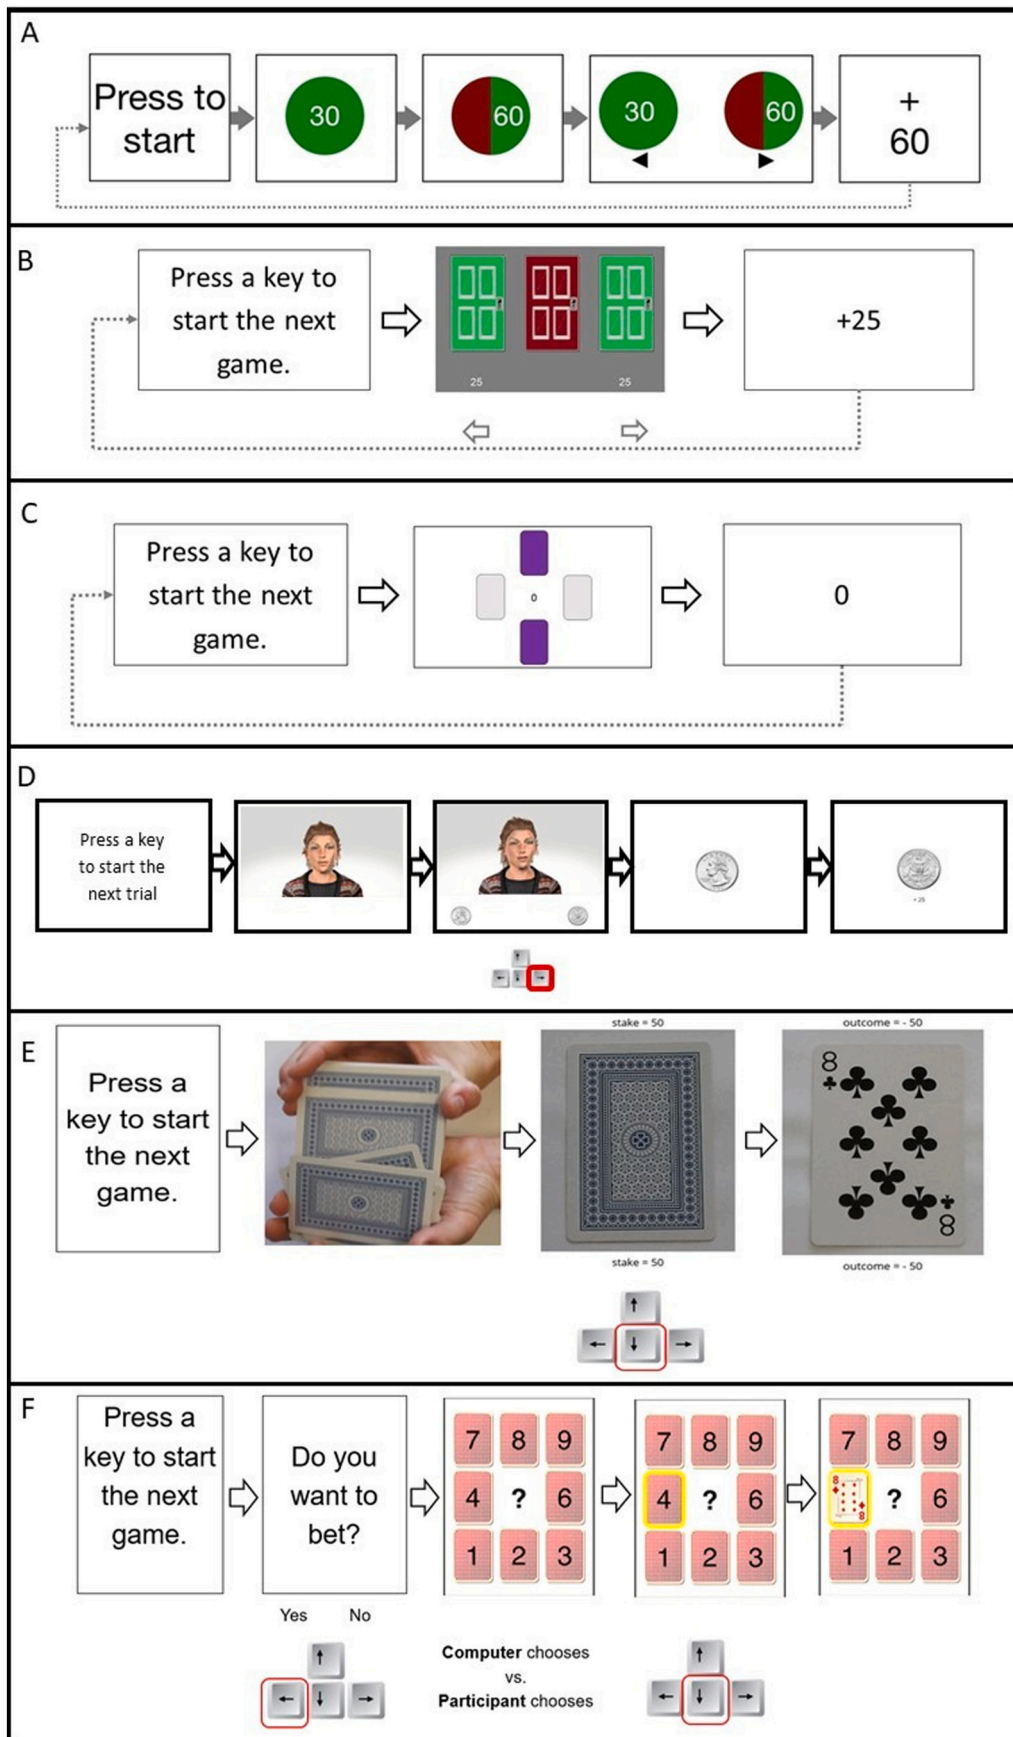 A
Press to
start
30
60
30
60
+
60
B
Press a key to
start the next
game.
25
25
+25
C
Press a key to
start the next
game.
0
0
D
Press a key
to start the
next trial
+ 25
E
Press a
key to start
the next
game.
stake = 50
stake = 50
outcome = - 50
8
8
outcome = - 50
F
Press a
key to start
the next
game.
Do you
want to
bet?
7 8 9
4 ? 6
1 2 3
7 8 9
4 ? 6
1 2 3
7 8 9
8
8
? 6
1 2 3
Yes No
Computer chooses
vs.
Participant chooses